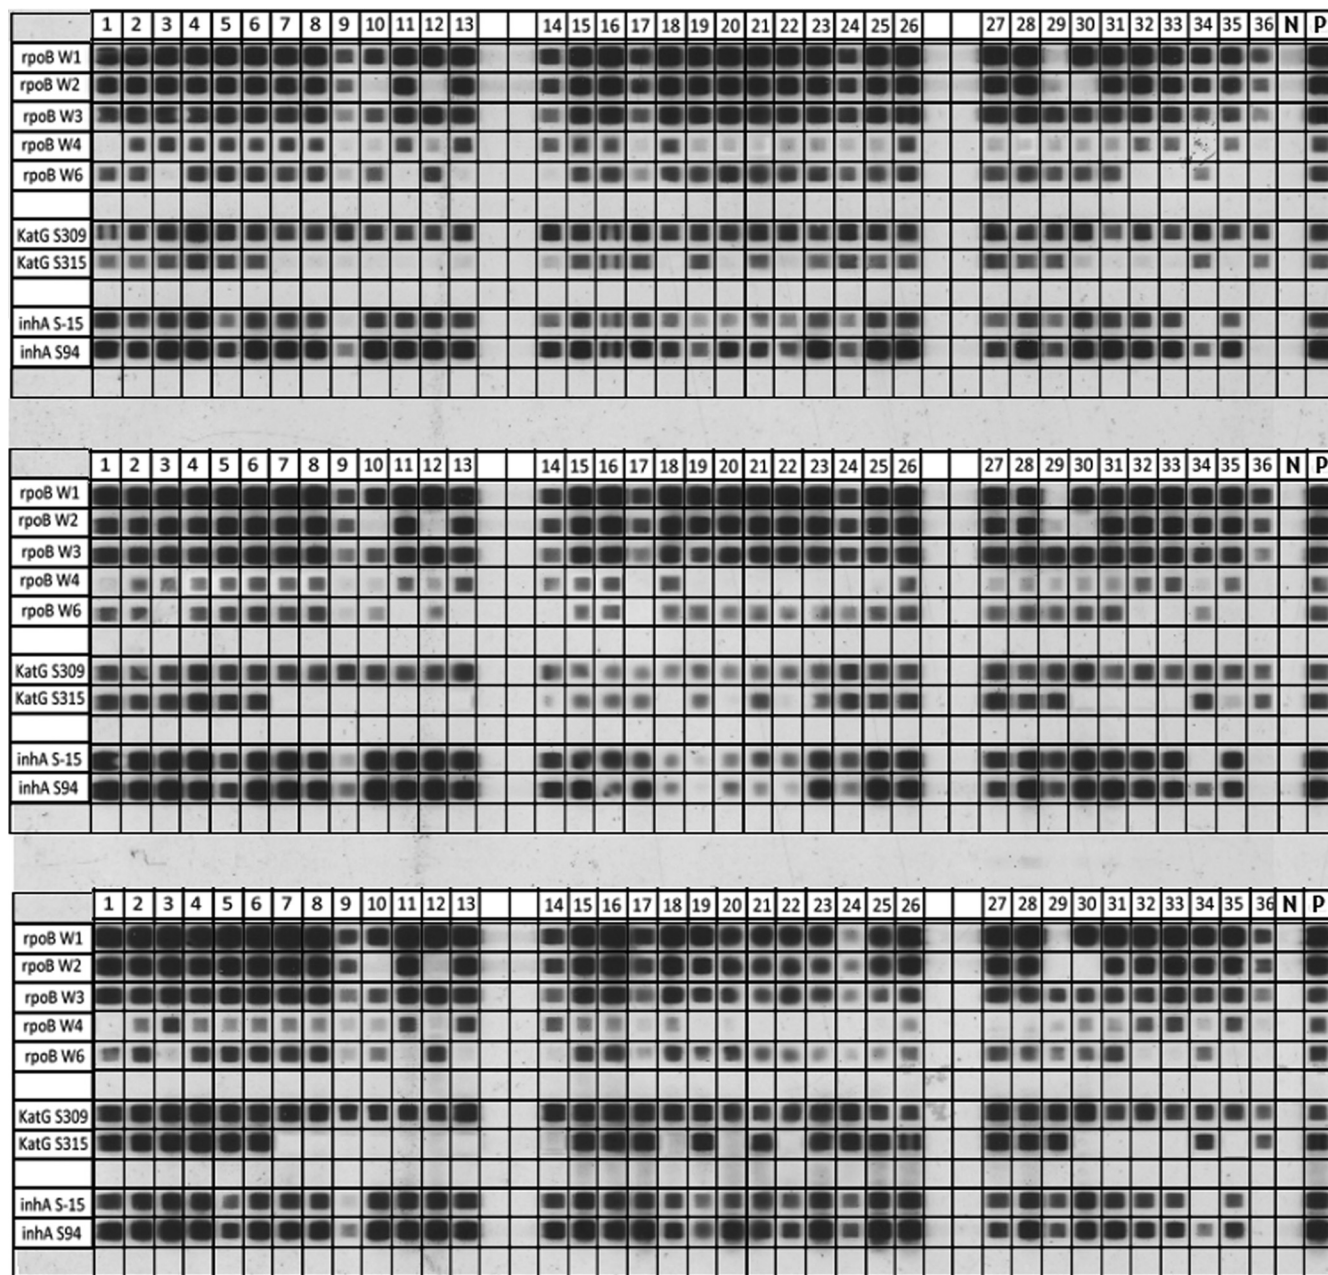 1 2 3 4 5 6 7 8 9 10 11 12 13 14 15 16 17 18 19 20 21 22 23 24 25 26 27 28 29 30 31 32 33 34 35 36 N P
rpoB W1
rpoB W2
rpoB W3
rpoB W4
rpoB W6
KatG S309
KatG S315
inhA S-15
inhA S94
1 2 3 4 5 6 7 8 9 10 11 12 13 14 15 16 17 18 19 20 21 22 23 24 25 26 27 28 29 30 31 32 33 34 35 36 N P
rpoB W1
rpoB W2
rpoB W3
rpoB W4
rpoB W6
KatG S309
KatG S315
inhA S-15
inhA S94
1 2 3 4 5 6 7 8 9 10 11 12 13 14 15 16 17 18 19 20 21 22 23 24 25 26 27 28 29 30 31 32 33 34 35 36 N P
rpoB W1
rpoB W2
rpoB W3
rpoB W4
rpoB W6
KatG S309
KatG S315
inhA S-15
inhA S94